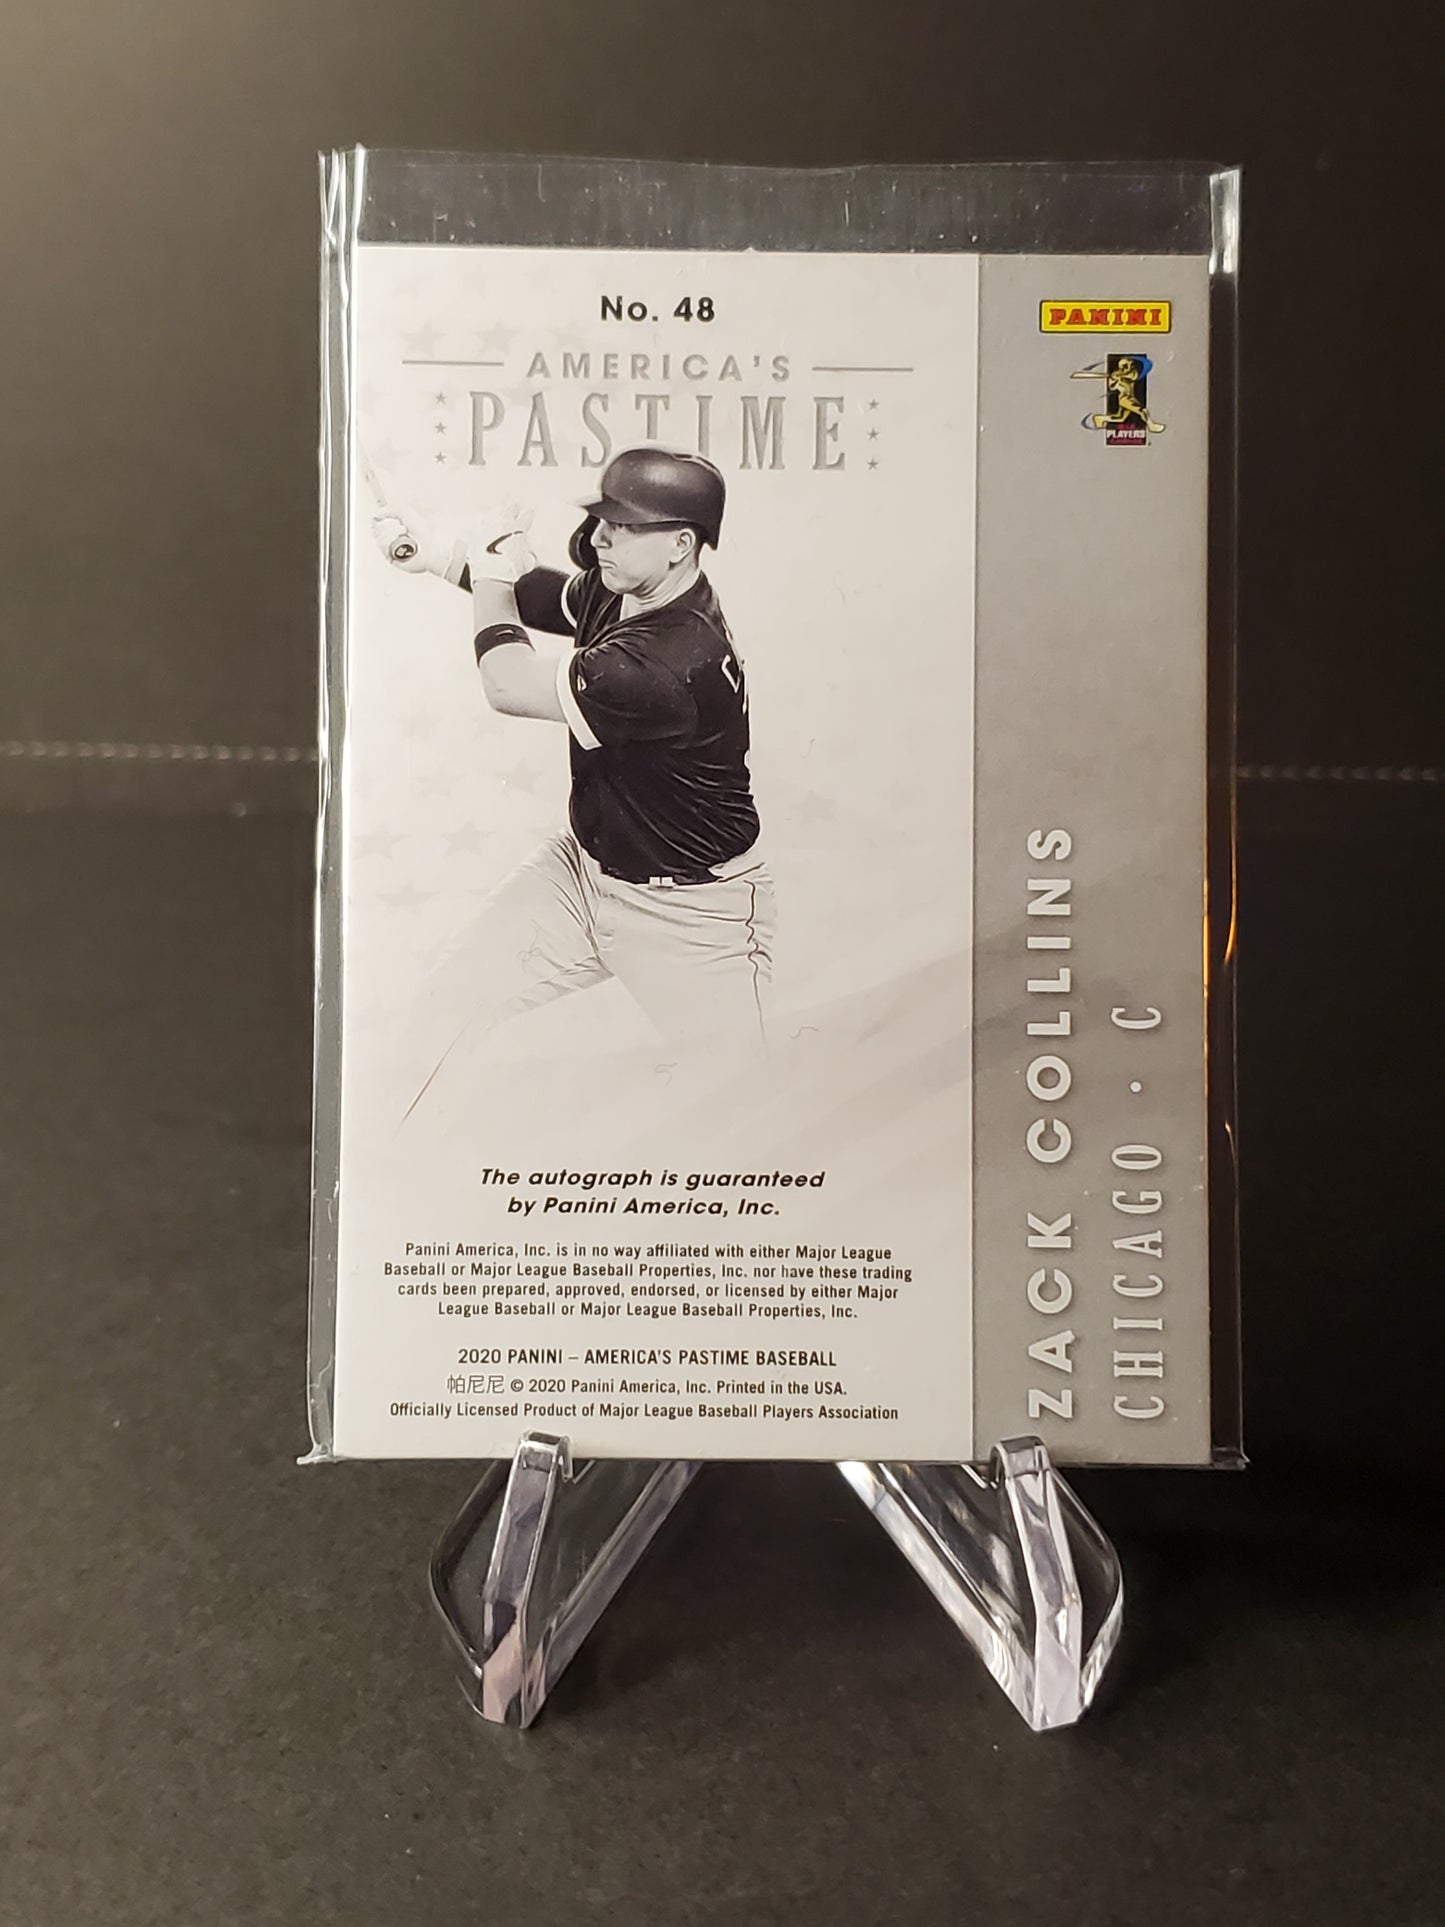 No. 48
AMERICA'S
PASTIME
PANINI
PLAYERS
ZACK COLLINS
CHICAGO • C
The autograph is guaranteed
by Panini America, Inc.
Panini America, Inc. is in no way affiliated with either Major League
Baseball or Major League Baseball Properties, Inc. nor have these trading
cards been prepared, approved, endorsed, or licensed by either Major
League Baseball or Major League Baseball Properties, Inc.
2020 PANINI – AMERICA'S PASTIME BASEBALL
帕尼尼 © 2020 Panini America, Inc. Printed in the USA.
Officially Licensed Product of Major League Baseball Players Association